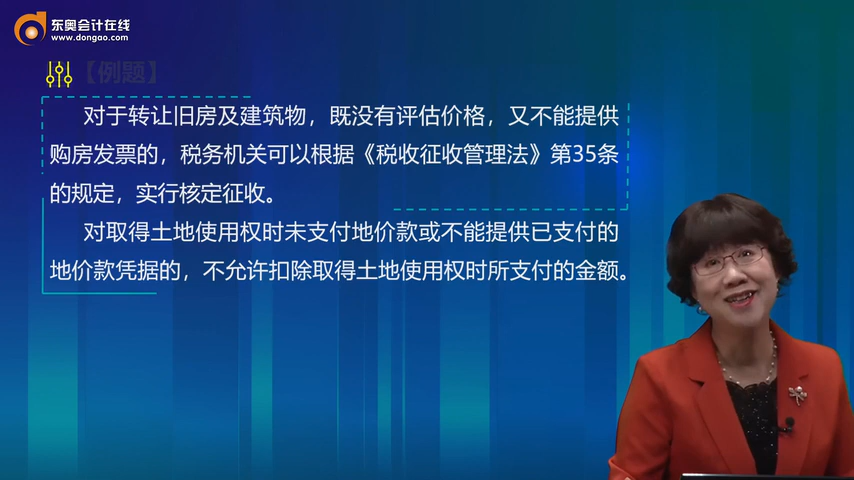 东奥会计在线
www.dongao.com
【例题】
对于转让旧房及建筑物，既没有评估价格，又不能提供
购房发票的，税务机关可以根据《税收征收管理法》第35条
的规定，实行核定征收。
对取得土地使用权时未支付地价款或不能提供已支付的
地价款凭据的，不允许扣除取得土地使用权时所支付的金额。